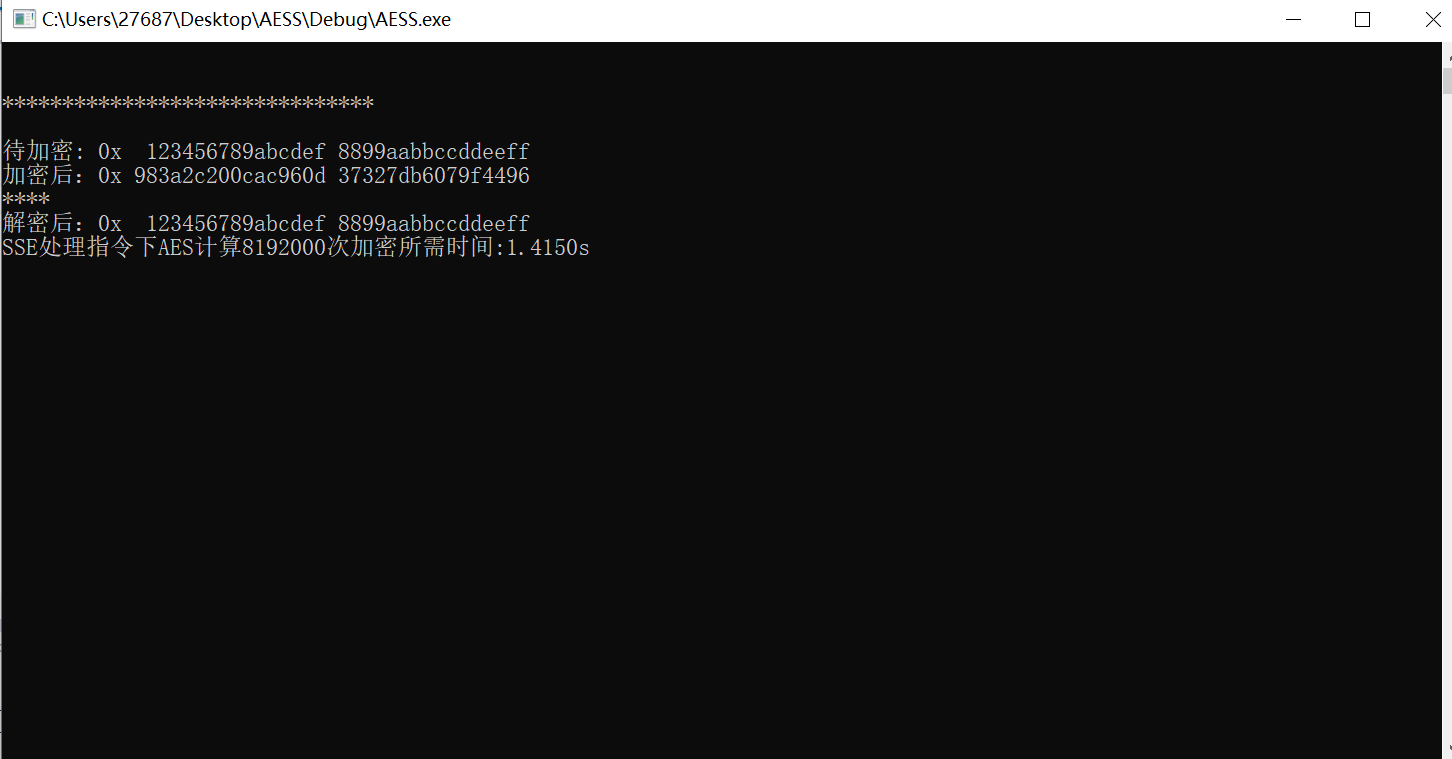 C:\Users\27687\Desktop\AESS\Debug\AESS.exe
*******************************
待加密: 0x  123456789abcdef 8899aabbccddeeff
加密后: 0x 983a2c200cac960d 37327db6079f4496
****
解密后: 0x  123456789abcdef 8899aabbccddeeff
SSE处理指令下AES计算8192000次加密所需时间:1.4150s